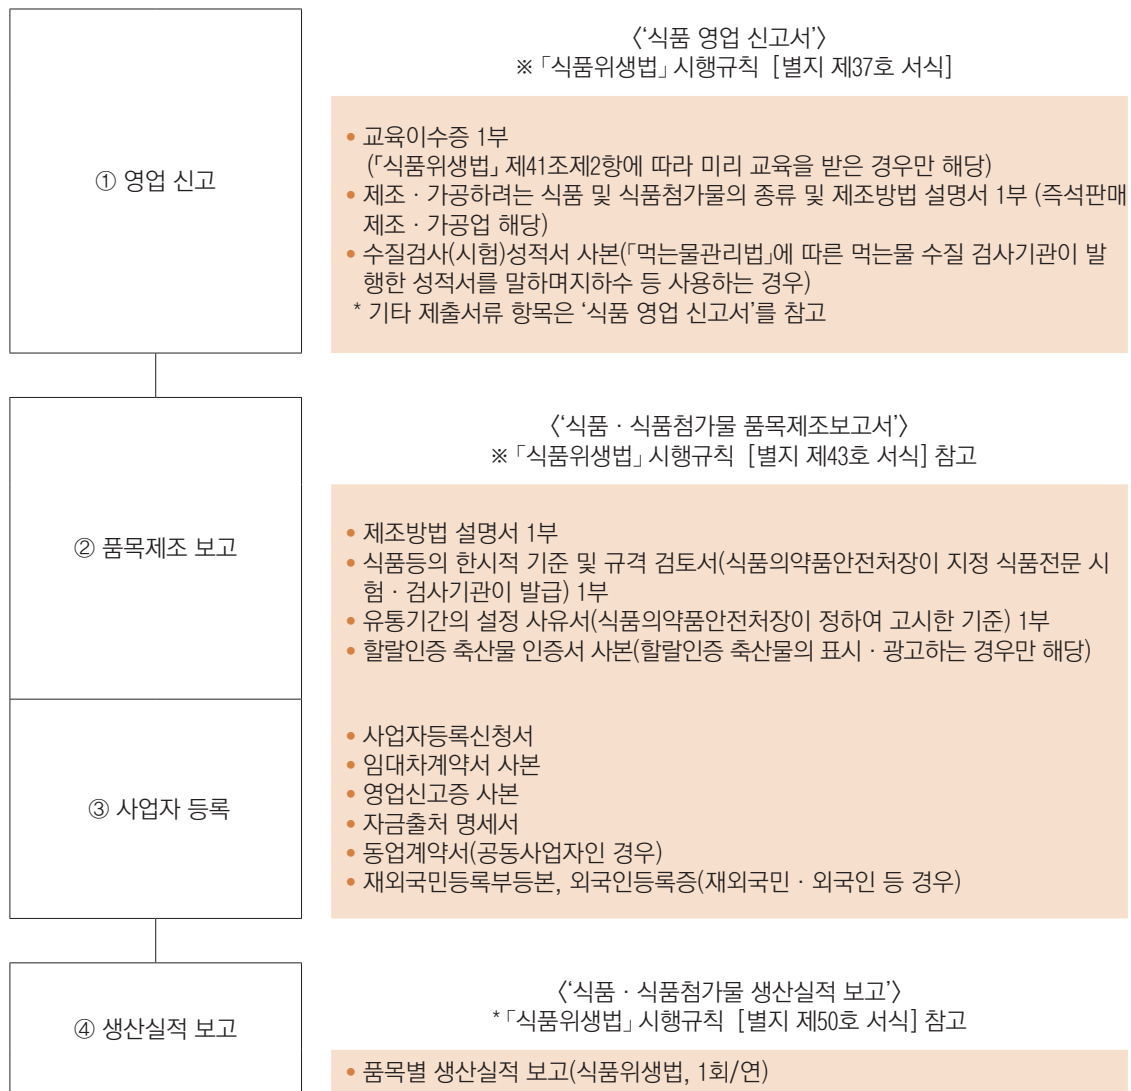 ① 영업 신고
〈‘식품 영업 신고서’〉
※ 「식품위생법」 시행규칙 [별지 제37호 서식]
• 교육이수증 1부
(「식품위생법」 제41조제2항에 따라 미리 교육을 받은 경우만 해당)
• 제조 · 가공하려는 식품 및 식품첨가물의 종류 및 제조방법 설명서 1부 (즉석판매
제조 · 가공업 해당)
• 수질검사(시험)성적서 사본(「먹는물관리법」에 따른 먹는물 수질 검사기관이 발
행한 성적서를 말하며지하수 등 사용하는 경우)
* 기타 제출서류 항목은 ‘식품 영업 신고서’를 참고
② 품목제조 보고
〈‘식품 · 식품첨가물 품목제조보고서’〉
※ 「식품위생법」 시행규칙 [별지 제43호 서식] 참고
• 제조방법 설명서 1부
• 식품등의 한시적 기준 및 규격 검토서(식품의약품안전처장이 지정 식품전문 시
험 · 검사기관이 발급) 1부
• 유통기간의 설정 사유서(식품의약품안전처장이 정하여 고시한 기준) 1부
• 할랄인증 축산물 인증서 사본(할랄인증 축산물의 표시 · 광고하는 경우만 해당)
③ 사업자 등록
• 사업자등록신청서
• 임대차계약서 사본
• 영업신고증 사본
• 자금출처 명세서
• 동업계약서(공동사업자인 경우)
• 재외국민등록부등본, 외국인등록증(재외국민 · 외국인 등 경우)
④ 생산실적 보고
〈‘식품 · 식품첨가물 생산실적 보고’〉
* 「식품위생법」 시행규칙 [별지 제50호 서식] 참고
• 품목별 생산실적 보고(식품위생법, 1회/연)